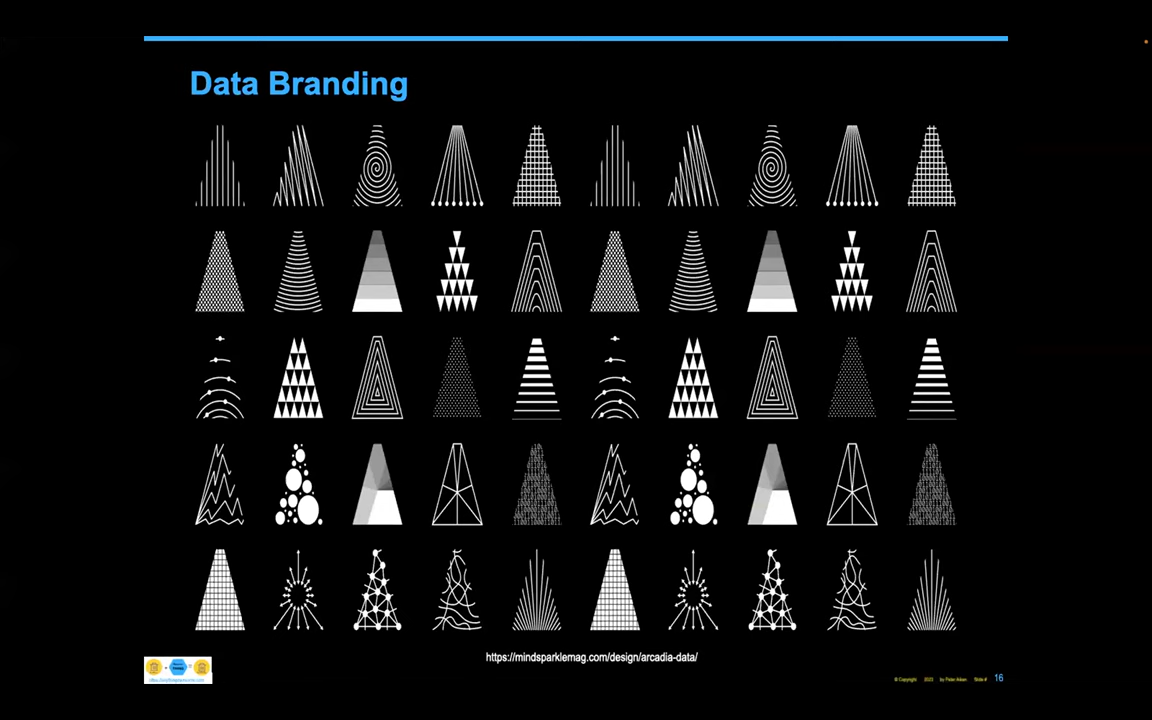 Data Branding
https://mindsparklemag.com/design/arcadia-data/
© Copyright 2023 by Peter Aiken Slide # 16